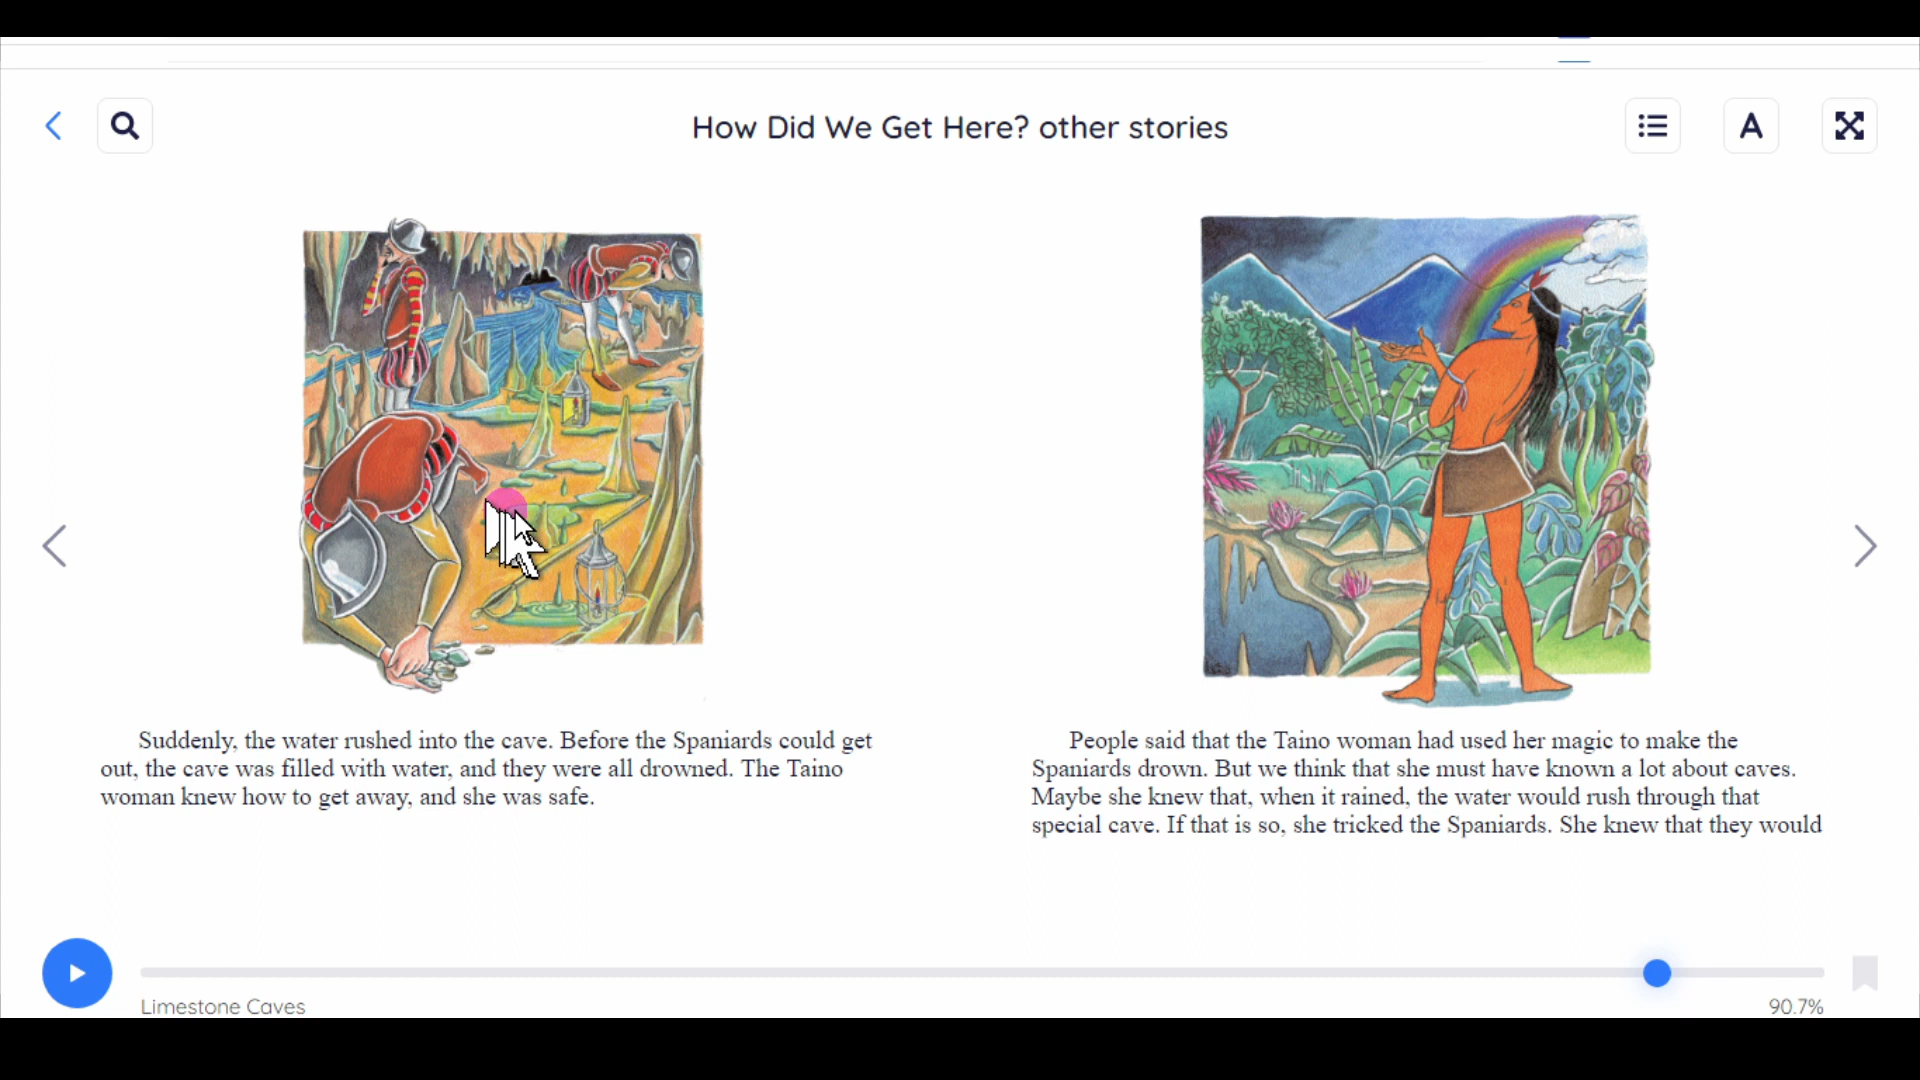 How Did We Get Here? other stories
A
Suddenly, the water rushed into the cave. Before the Spaniards could get
out, the cave was filled with water, and they were all drowned. The Taino
woman knew how to get away, and she was safe.
People said that the Taino woman had used her magic to make the
Spaniards drown. But we think that she must have known a lot about caves.
Maybe she knew that, when it rained, the water would rush through that
special cave. If that is so, she tricked the Spaniards. She knew that they would
Limestone Caves
90.7%